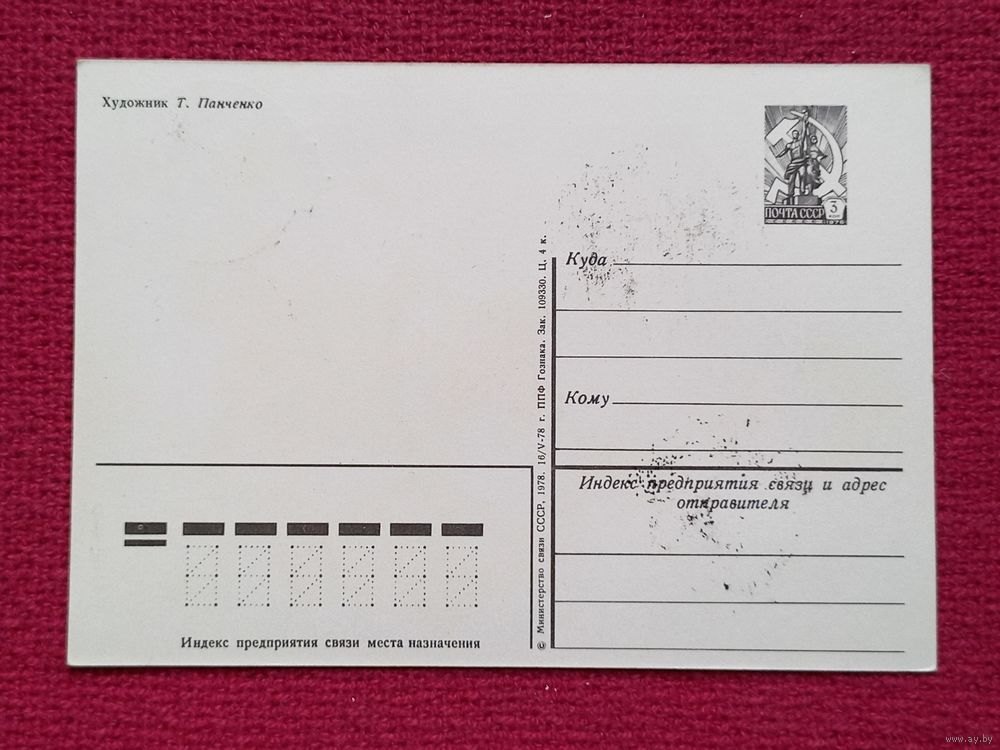 Художник Т. Панченко
ПОЧТА СССР
3
КОП
1976
Куда
Кому
Индекс предприятия связи и адрес
отправителя
© Министерство связи СССР, 1978. 16/V-78 г. ППФ Гознака. Зак. 109330. Ц. 4 к.
Индекс предприятия связи места назначения
www.ay.by